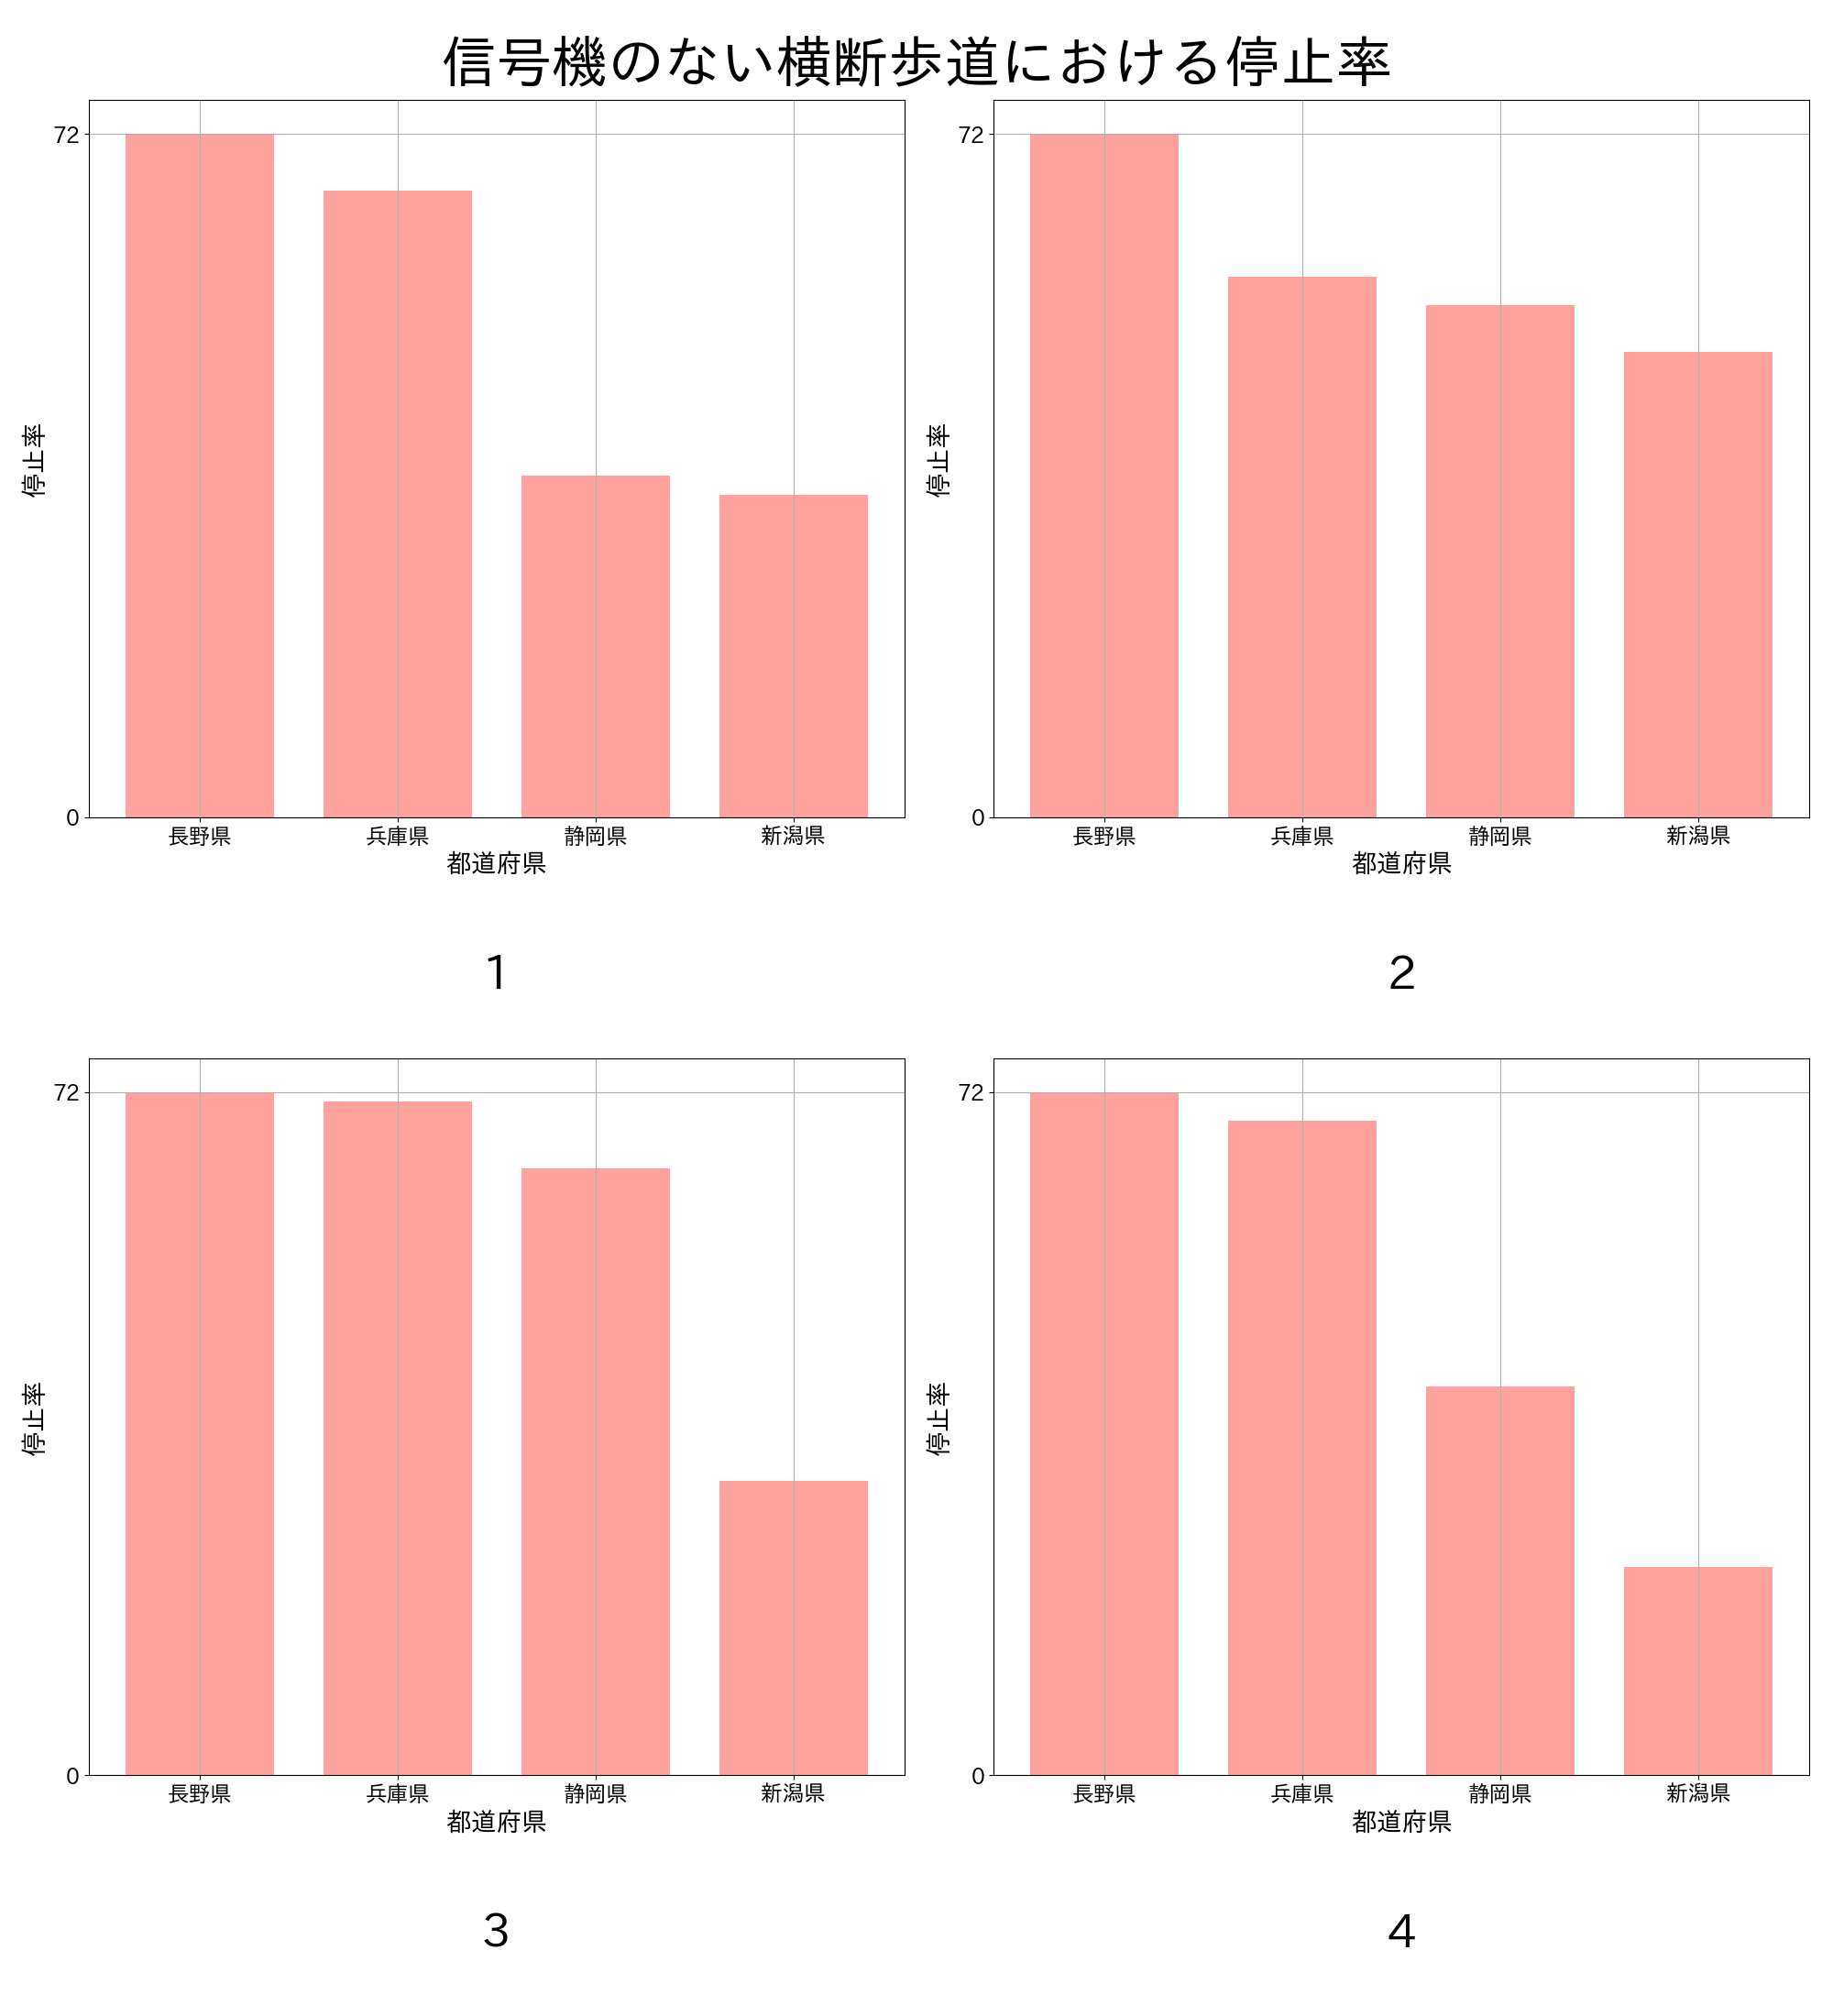 信号機のない横断歩道における停止率
72
0
停止率
長野県 兵庫県 静岡県 新潟県
都道府県
1
72
0
停止率
長野県 兵庫県 静岡県 新潟県
都道府県
2
72
0
停止率
長野県 兵庫県 静岡県 新潟県
都道府県
3
72
0
停止率
長野県 兵庫県 静岡県 新潟県
都道府県
4